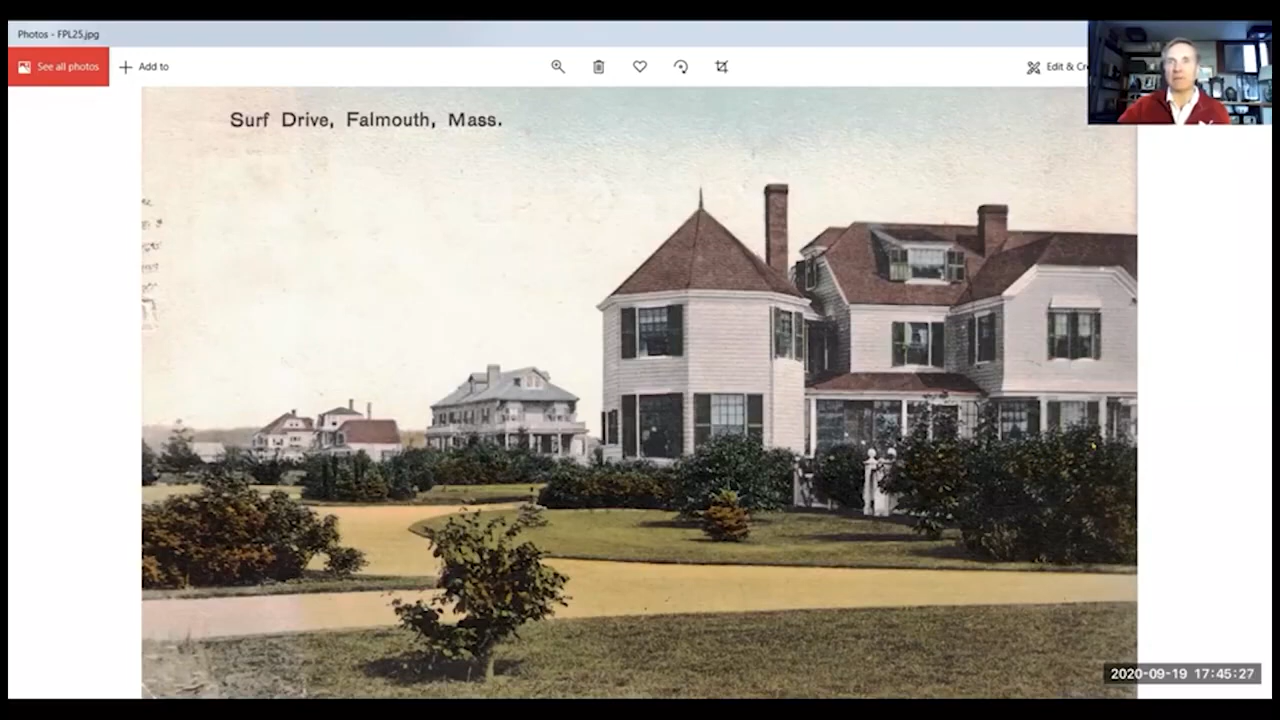 Photos - FPL25.jpg
See all photos
Add to
Edit &
Surf Drive, Falmouth, Mass.
2020-09-19 17:45:27